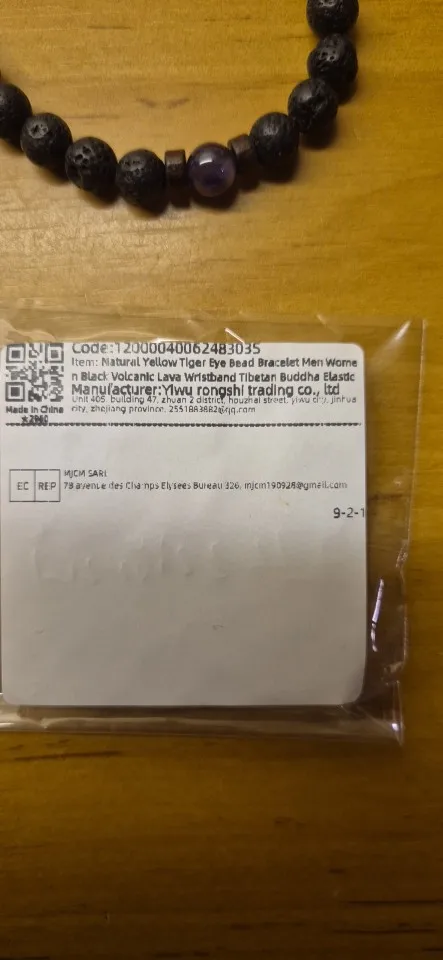 Code:12000040062483035
Item: Natural Yellow Tiger Eye Bead Bracelet Men Wome
n Black Volcanic Lava Wristband Tibetan Buddha Elastic
Manufacturer:Yiwu rongshi trading co., ltd
Unit 405, building 47, zhuan 2 district, houzhai street, yiwu city, jinhua
city, zhejiang province, 2551883882@qq.com
Made In China
EC REP
MJCM SARL
78 avenue des Champs Elysees Bureau 326, mjcm190928@gmail.com
9-2-1